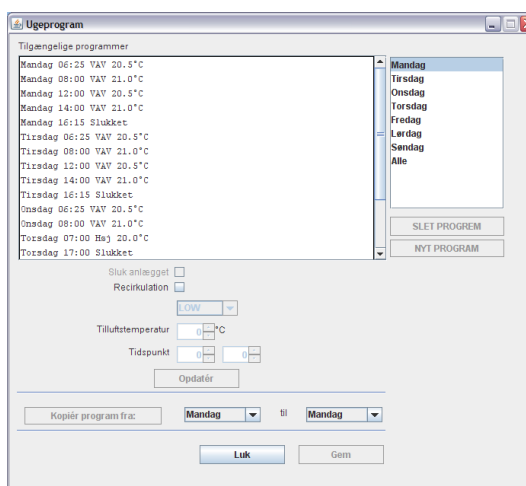 Ugeprogram
Tilgængelige programmer
Mandag 06:25 VAV 20.5°C
Mandag 08:00 VAV 21.0°C
Mandag 12:00 VAV 20.5°C
Mandag 14:00 VAV 21.0°C
Mandag 16:15 Slukket
Tirsdag 06:25 VAV 20.5°C
Tirsdag 08:00 VAV 21.0°C
Tirsdag 12:00 VAV 20.5°C
Tirsdag 14:00 VAV 21.0°C
Tirsdag 16:15 Slukket
Onsdag 06:25 VAV 20.5°C
Onsdag 08:00 VAV 21.0°C
Torsdag 07:00 Høj 20.0°C
Torsdag 17:00 Slukket
Mandag
Tirsdag
Onsdag
Torsdag
Fredag
Lørdag
Søndag
Alle
SLET PROGREM
NYT PROGRAM
Sluk anlægget
Recirkulation
LOW
Tilluftstemperatur 0 °C
Tidspunkt 0 0
Opdatér
Kopiér program fra: Mandag til Mandag
Luk Gem